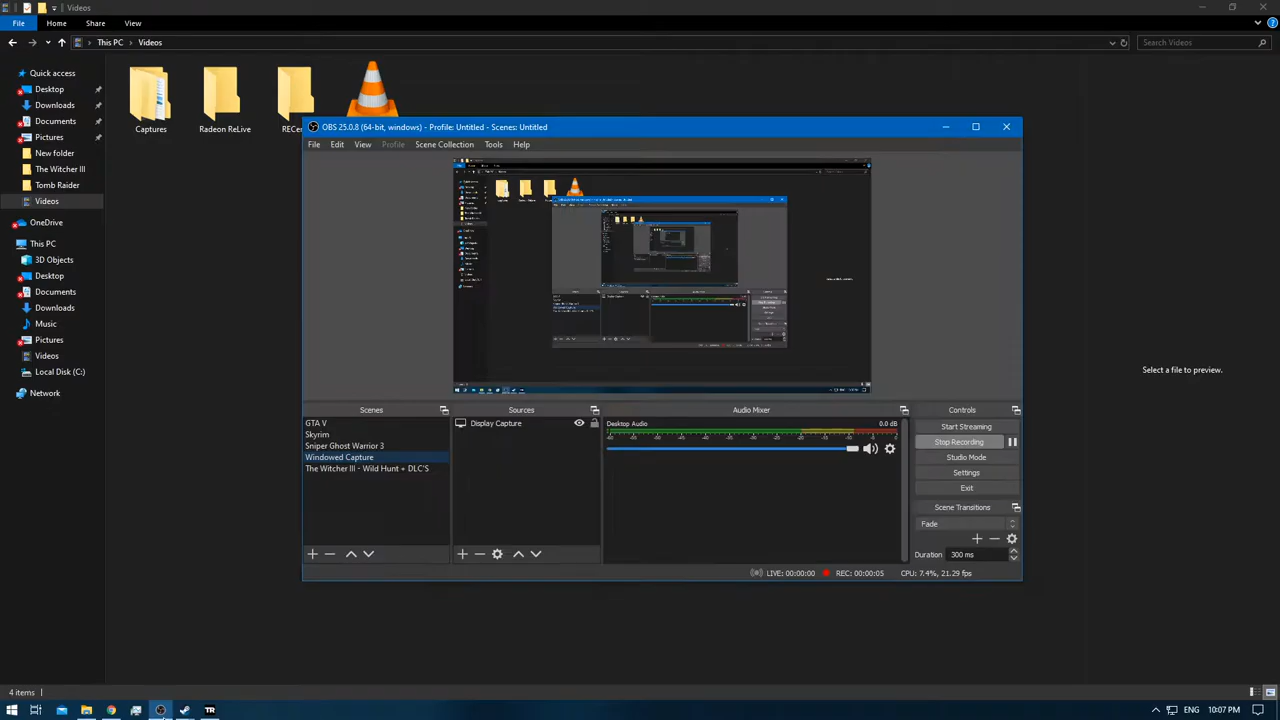 Videos
File Home Share View
This PC Videos
Search Videos
Quick access
Desktop
Downloads
Documents
Pictures
New folder
The Witcher III
Tomb Raider
Videos
OneDrive
This PC
3D Objects
Desktop
Documents
Downloads
Music
Pictures
Videos
Local Disk (C:)
Network
Captures
Radeon ReLive
Select a file to preview.
OBS 25.0.8 (64-bit, windows) - Profile: Untitled - Scenes: Untitled
File Edit View Profile Scene Collection Tools Help
Scenes
GTA V
Skyrim
Sniper Ghost Warrior 3
Windowed Capture
The Witcher III - Wild Hunt + DLC'S
Sources
Display Capture
Audio Mixer
Desktop Audio 0.0 dB
Controls
Start Streaming
Stop Recording
Studio Mode
Settings
Exit
Scene Transitions
Fade
Duration 300 ms
LIVE: 00:00:00 REC: 00:00:05 CPU: 7.4%, 21.29 fps
4 items
TR
ENG 10:07 PM